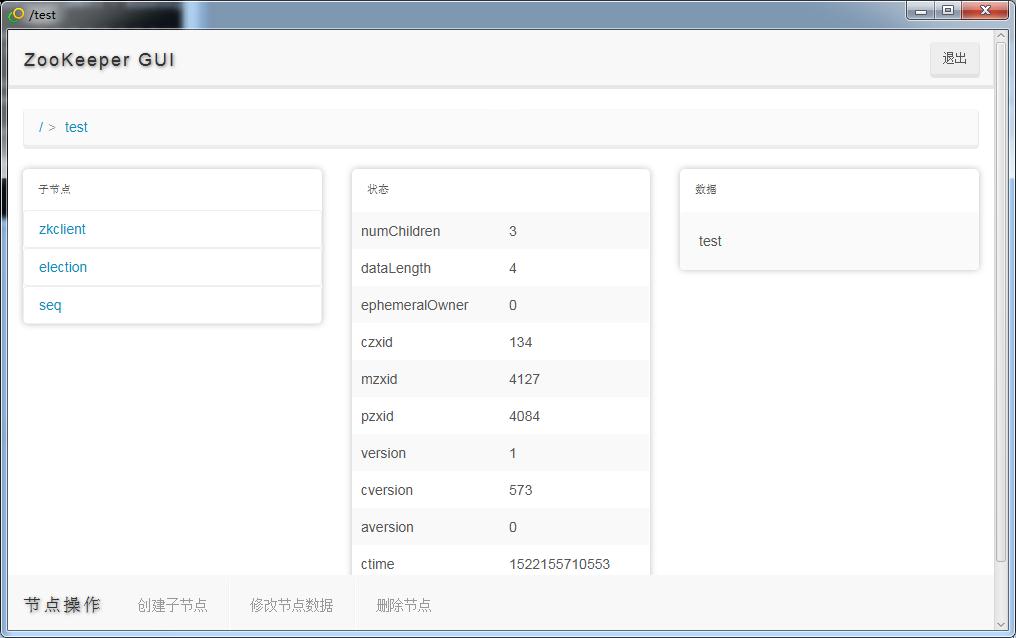 /test
ZooKeeper GUI
退出
/ > test
子节点
zkclient
election
seq
状态
numChildren 3
dataLength 4
ephemeralOwner 0
czxid 134
mzxid 4127
pzxid 4084
version 1
cversion 573
aversion 0
ctime 1522155710553
数据
test
节点操作 创建子节点 修改节点数据 删除节点